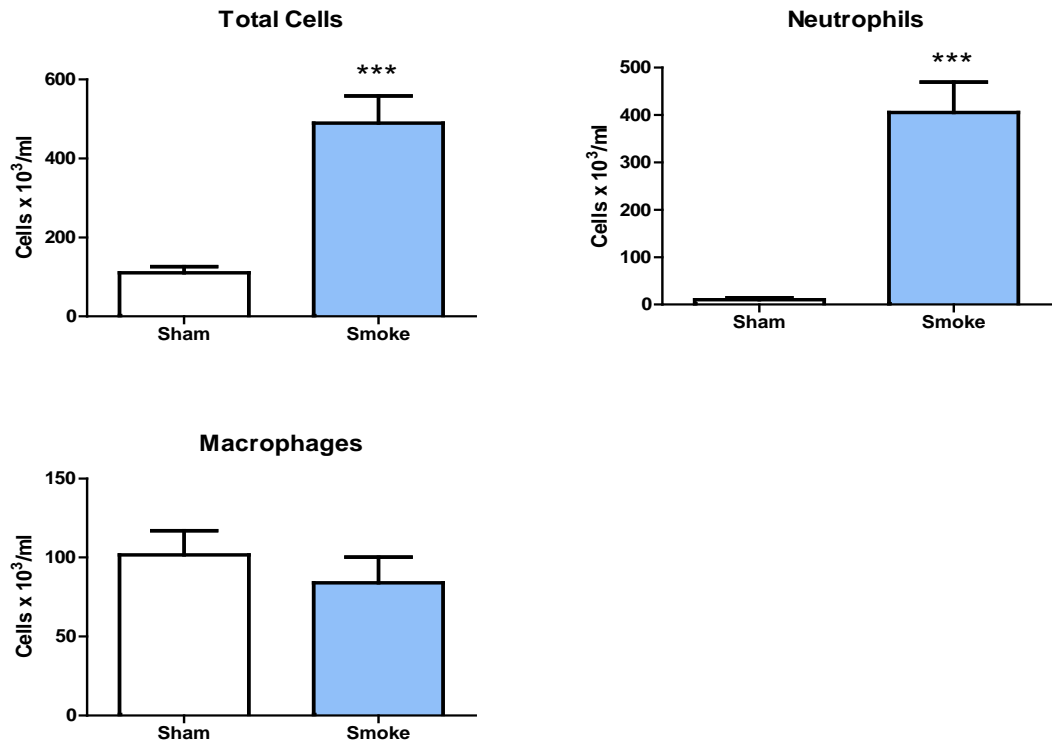 Total Cells
***
600
400
200
0
Cells x 10³/ml
Sham Smoke
Neutrophils
***
500
400
300
200
100
0
Cells x 10³/ml
Sham Smoke
Macrophages
150
100
50
0
Cells x 10³/ml
Sham Smoke